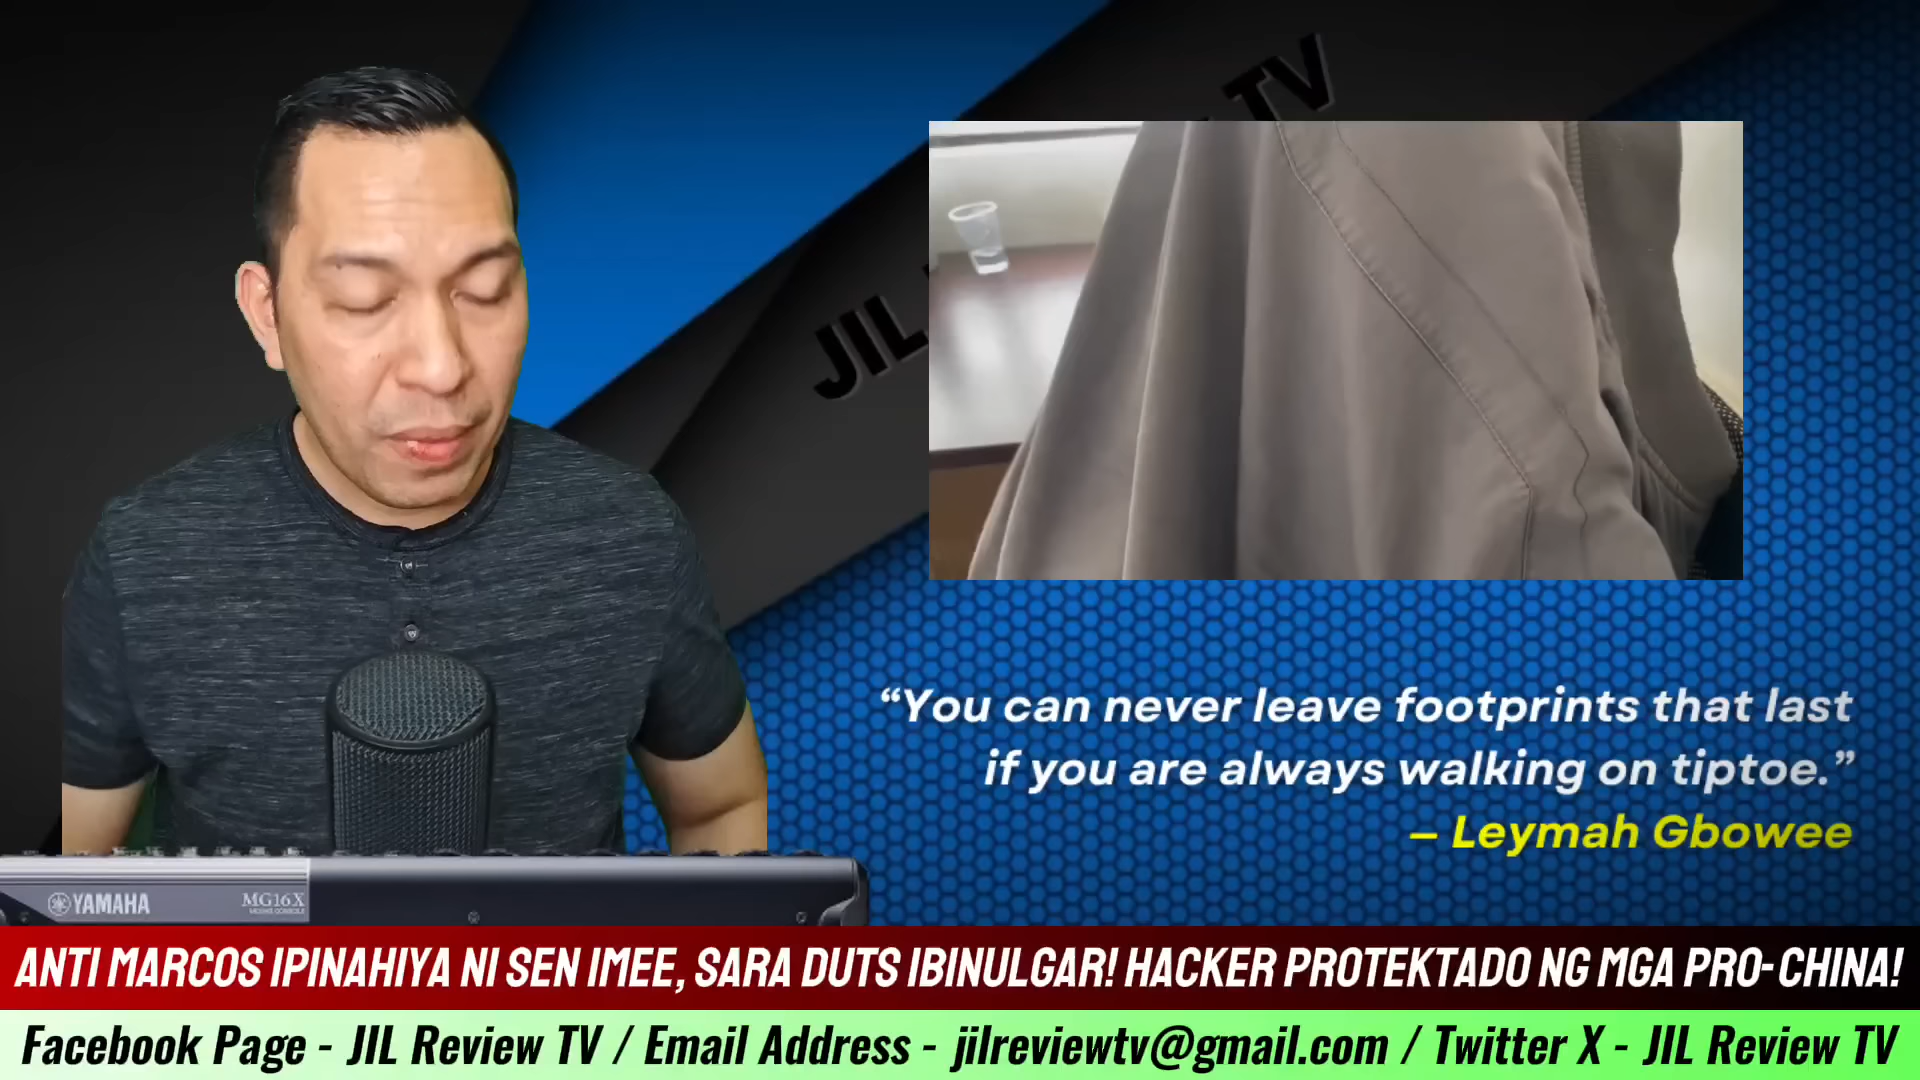 JIL
TV
“You can never leave footprints that last
if you are always walking on tiptoe.”
– Leymah Gbowee
YAMAHA
MG16X
MIXING CONSOLE
ANTI MARCOS IPINAHIYA NI SEN IMEE, SARA DUTS IBINULGAR! HACKER PROTEKTADO NG MGA PRO-CHINA!
Facebook Page - JIL Review TV / Email Address - jilreviewtv@gmail.com / Twitter X - JIL Review TV